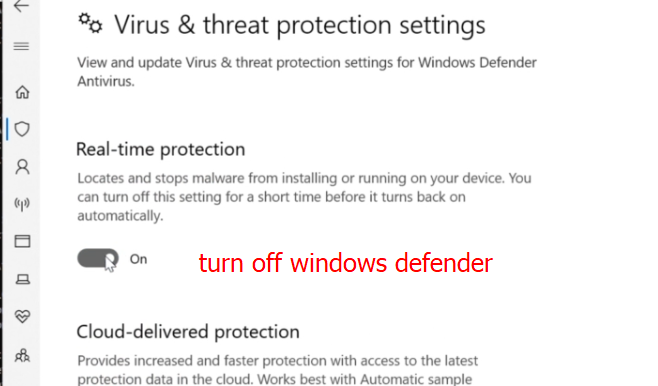 Virus & threat protection settings
View and update Virus & threat protection settings for Windows Defender
Antivirus.
Real-time protection
Locates and stops malware from installing or running on your device. You
can turn off this setting for a short time before it turns back on
automatically.
On
turn off windows defender
Cloud-delivered protection
Provides increased and faster protection with access to the latest
protection data in the cloud. Works best with Automatic sample